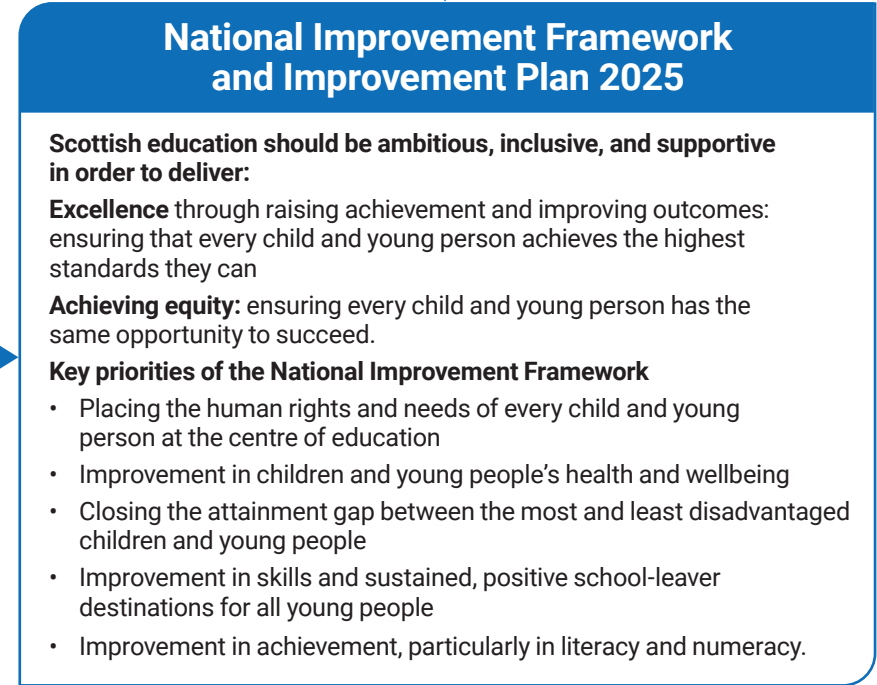 National Improvement Framework
and Improvement Plan 2025
Scottish education should be ambitious, inclusive, and supportive
in order to deliver:
Excellence through raising achievement and improving outcomes:
ensuring that every child and young person achieves the highest
standards they can
Achieving equity: ensuring every child and young person has the
same opportunity to succeed.
Key priorities of the National Improvement Framework
• Placing the human rights and needs of every child and young
person at the centre of education
• Improvement in children and young people’s health and wellbeing
• Closing the attainment gap between the most and least disadvantaged
children and young people
• Improvement in skills and sustained, positive school-leaver
destinations for all young people
• Improvement in achievement, particularly in literacy and numeracy.